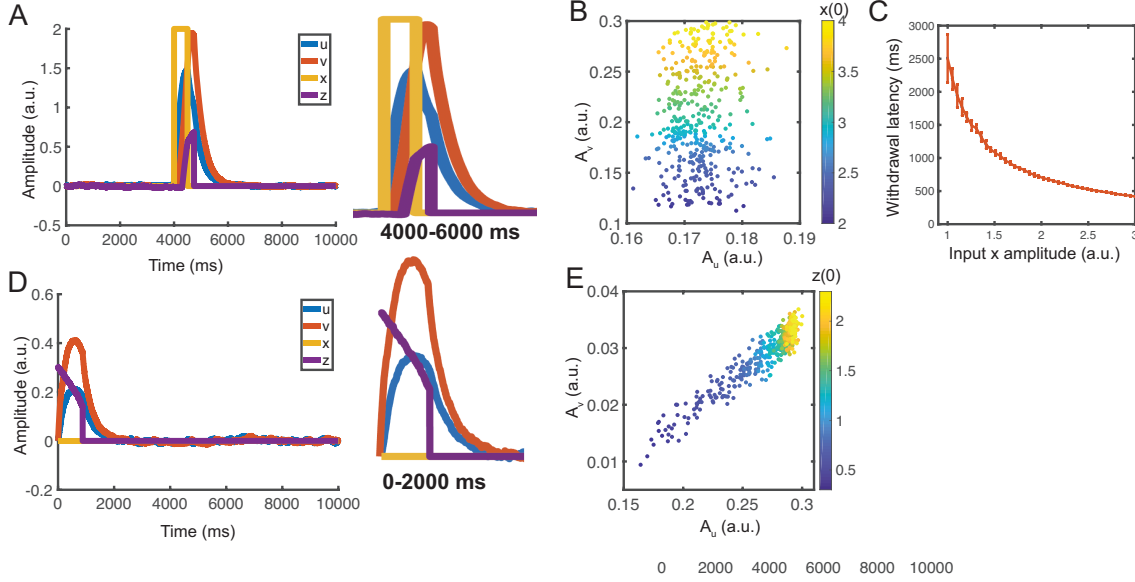 A
Amplitude (a.u.)
2
1.5
1
0.5
0
-0.5
u
v
x
z
0 2000 4000 6000 8000 10000
Time (ms)
4000-6000 ms
B
x(0)
A_v (a.u.)
0.3
0.25
0.2
0.15
0.1
0.16 0.17 0.18 0.19
A_u (a.u.)
4
3.5
3
2.5
2
C
Withdrawal latency
(ms)
3000
2500
2000
1500
1000
500
0
1 1.5 2 2.5 3
Input x amplitude (a.u.)
D
Amplitude (a.u.)
0.6
0.4
0.2
0
-0.2
u
v
x
z
0 2000 4000 6000 8000 10000
Time (ms)
0-2000 ms
E
z(0)
A_v (a.u.)
0.04
0.03
0.02
0.01
0.15 0.2 0.25 0.3
A_u (a.u.)
2
1.5
1
0.5
0 2000 4000 6000 8000 10000